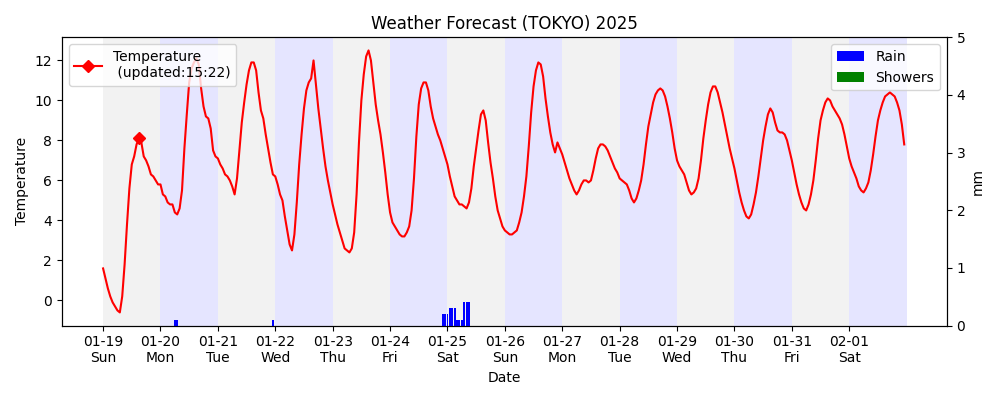 Weather Forecast (TOKYO) 2025
Temperature
(updated:15:22)
Rain
Showers
Temperature
12
10
8
6
4
2
0
5
4
3
2
1
0
mm
01-19 01-20 01-21 01-22 01-23 01-24 01-25 01-26 01-27 01-28 01-29 01-30 01-31 02-01
Sun Mon Tue Wed Thu Fri Sat Sun Mon Tue Wed Thu Fri Sat
Date